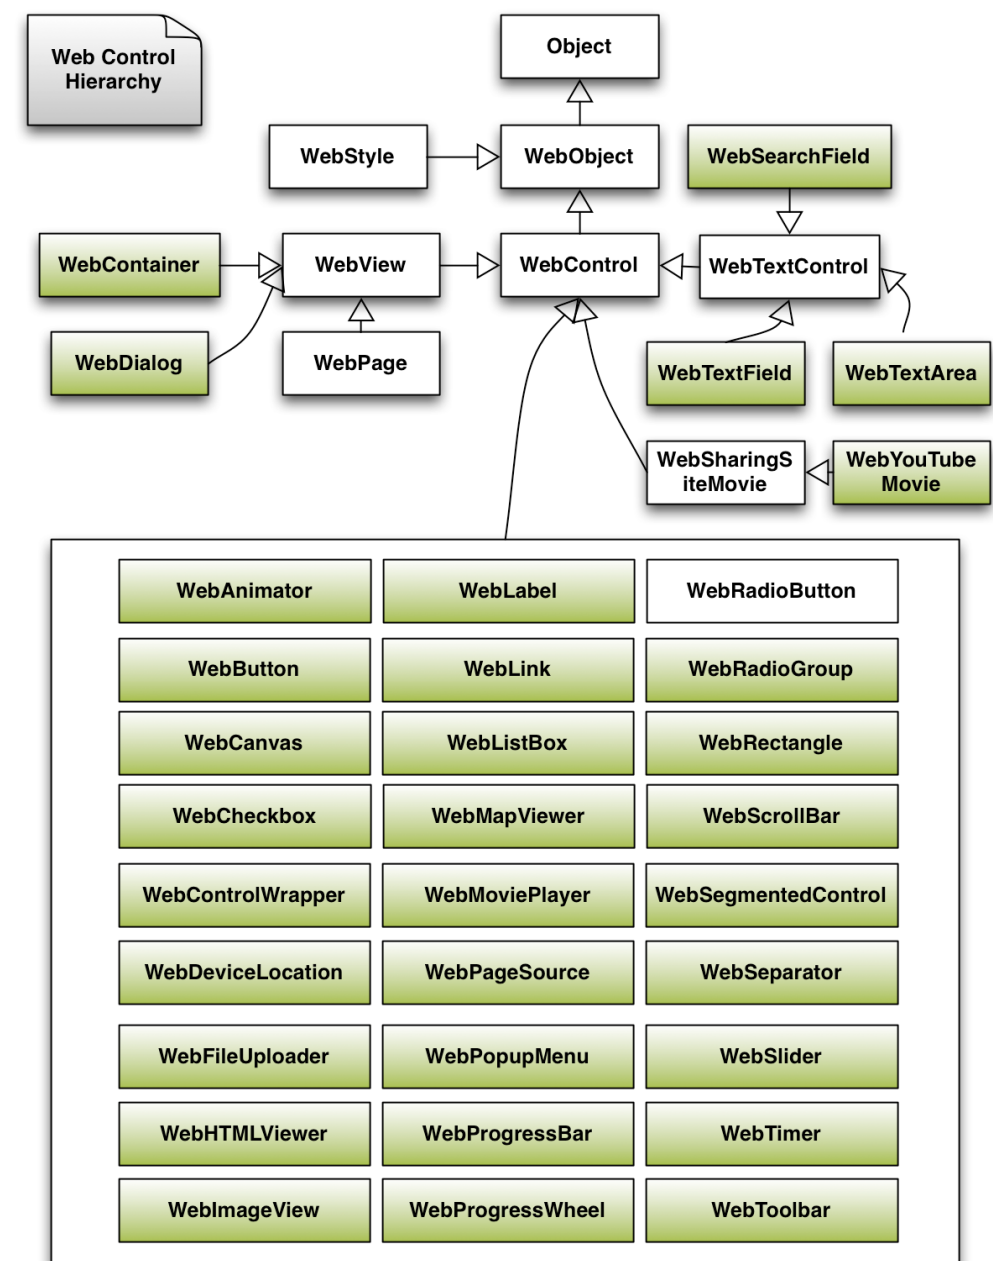 Web Control
Hierarchy
Object
WebStyle
WebObject
WebSearchField
WebContainer
WebView
WebControl
WebTextControl
WebDialog
WebPage
WebTextField
WebTextArea
WebSharingS
iteMovie
WebYouTube
Movie
WebAnimator
WebLabel
WebRadioButton
WebButton
WebLink
WebRadioGroup
WebCanvas
WebListBox
WebRectangle
WebCheckbox
WebMapViewer
WebScrollBar
WebControlWrapper
WebMoviePlayer
WebSegmentedControl
WebDeviceLocation
WebPageSource
WebSeparator
WebFileUploader
WebPopupMenu
WebSlider
WebHTMLViewer
WebProgressBar
WebTimer
WebImageView
WebProgressWheel
WebToolbar